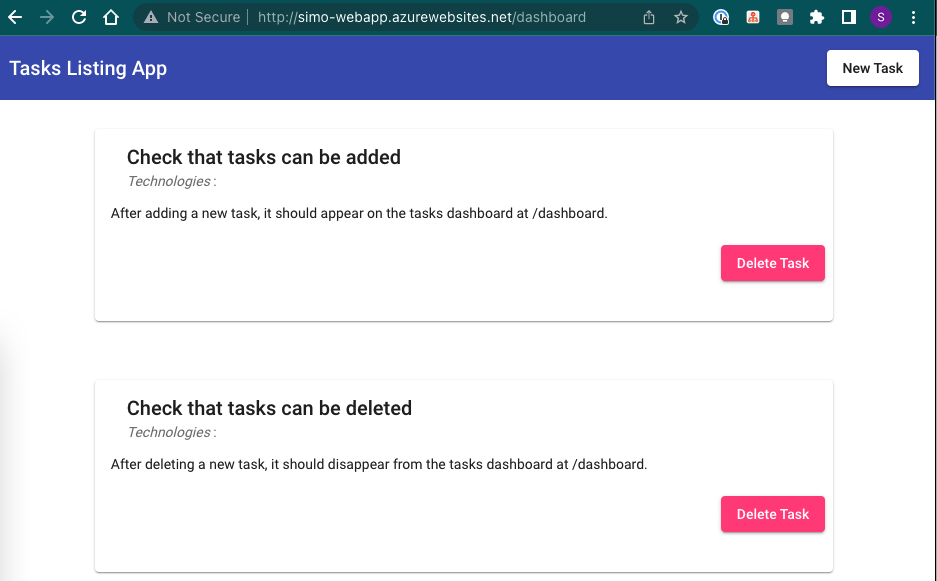 Not Secure
http://simo-webapp.azurewebsites.net/dashboard
S
Tasks Listing App
New Task
Check that tasks can be added
Technologies :
After adding a new task, it should appear on the tasks dashboard at /dashboard.
Delete Task
Check that tasks can be deleted
Technologies :
After deleting a new task, it should disappear from the tasks dashboard at /dashboard.
Delete Task